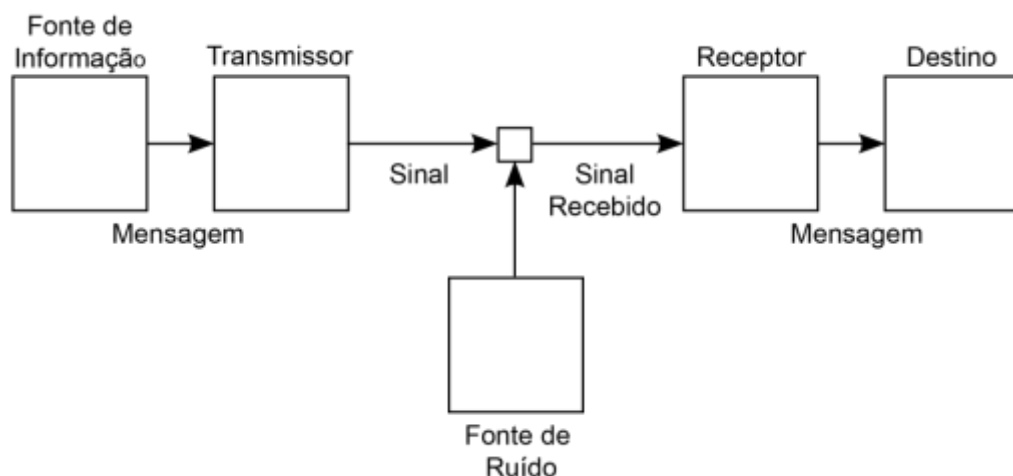 Fonte de
Informação
Transmissor
Receptor
Destino
Sinal
Sinal
Recebido
Mensagem
Mensagem
Fonte de
Ruído